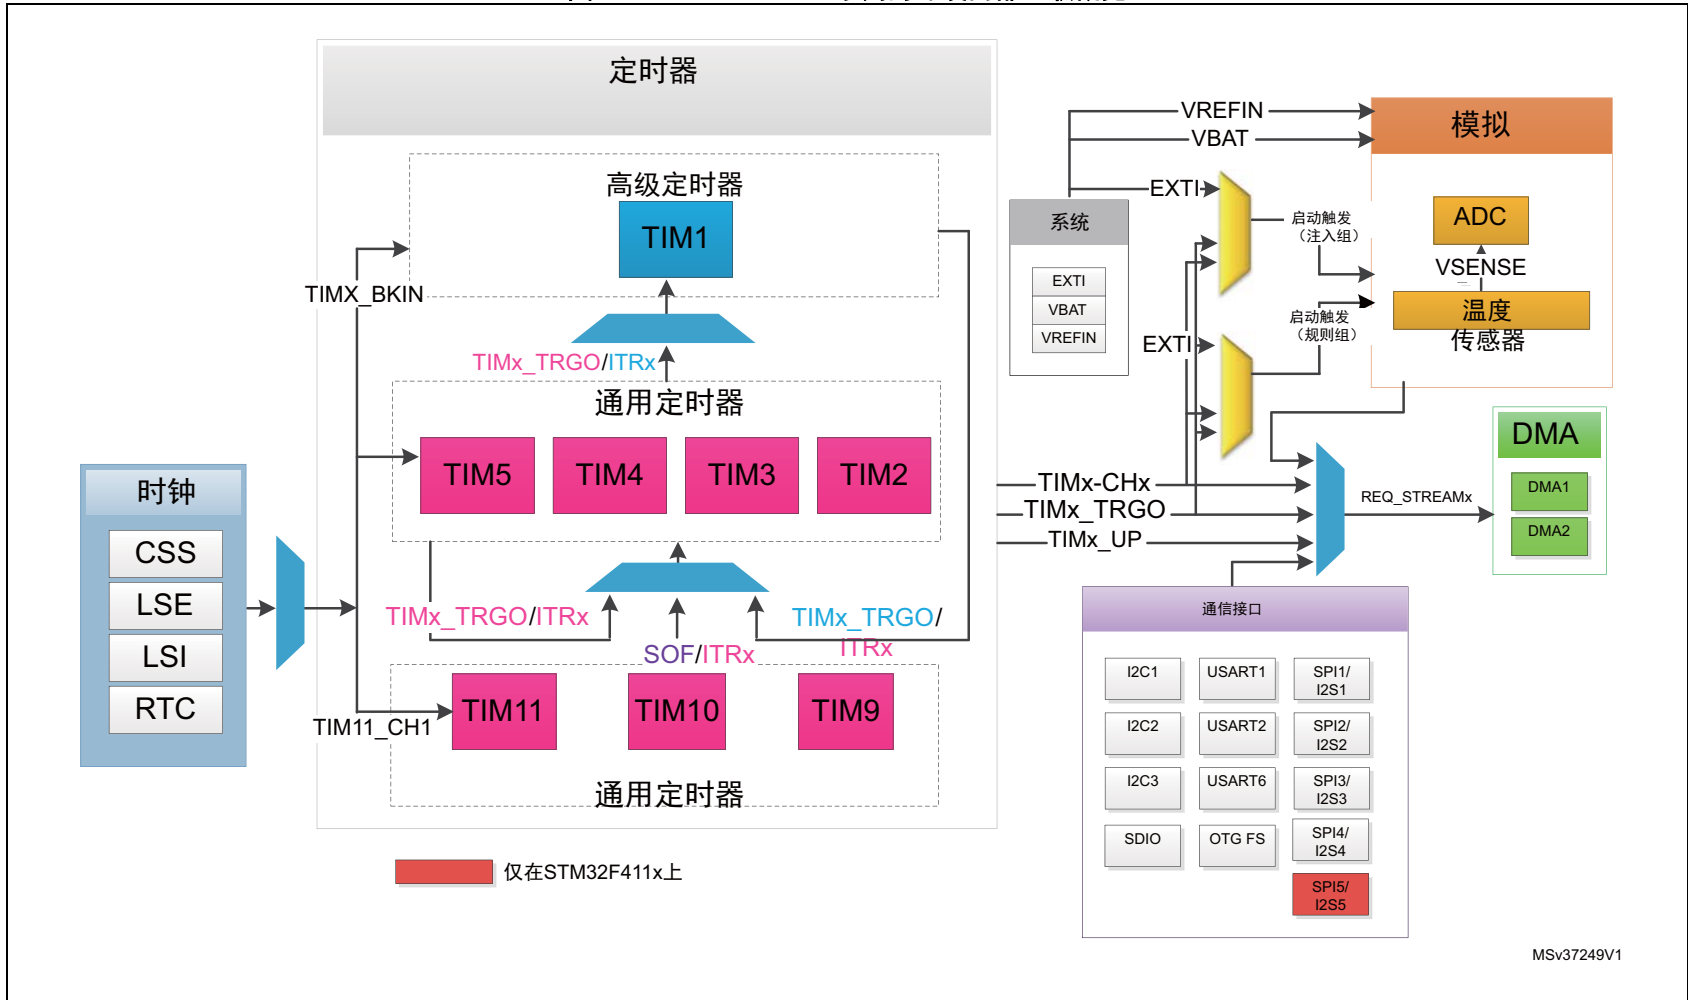 定时器
高级定时器
TIM1
TIMX_BKIN
TIMx_TRGO/ITRx
通用定时器
TIM5
TIM4
TIM3
TIM2
时钟
CSS
LSE
LSI
RTC
TIMx_TRGO/ITRx
SOF/ITRx
TIMx_TRGO/
ITRx
TIM11_CH1
TIM11
TIM10
TIM9
通用定时器
仅在STM32F411x上
VREFIN
VBAT
EXTI
系统
EXTI
VBAT
VREFIN
EXTI
启动触发
（注入组）
启动触发
（规则组）
模拟
ADC
VSENSE
温度
传感器
TIMx-CHx
TIMx_TRGO
TIMx_UP
REQ_STREAMx
DMA
DMA1
DMA2
通信接口
I2C1
USART1
SPI1/
I2S1
I2C2
USART2
SPI2/
I2S2
I2C3
USART6
SPI3/
I2S3
SDIO
OTG FS
SPI4/
I2S4
SPI5/
I2S5
MSv37249V1